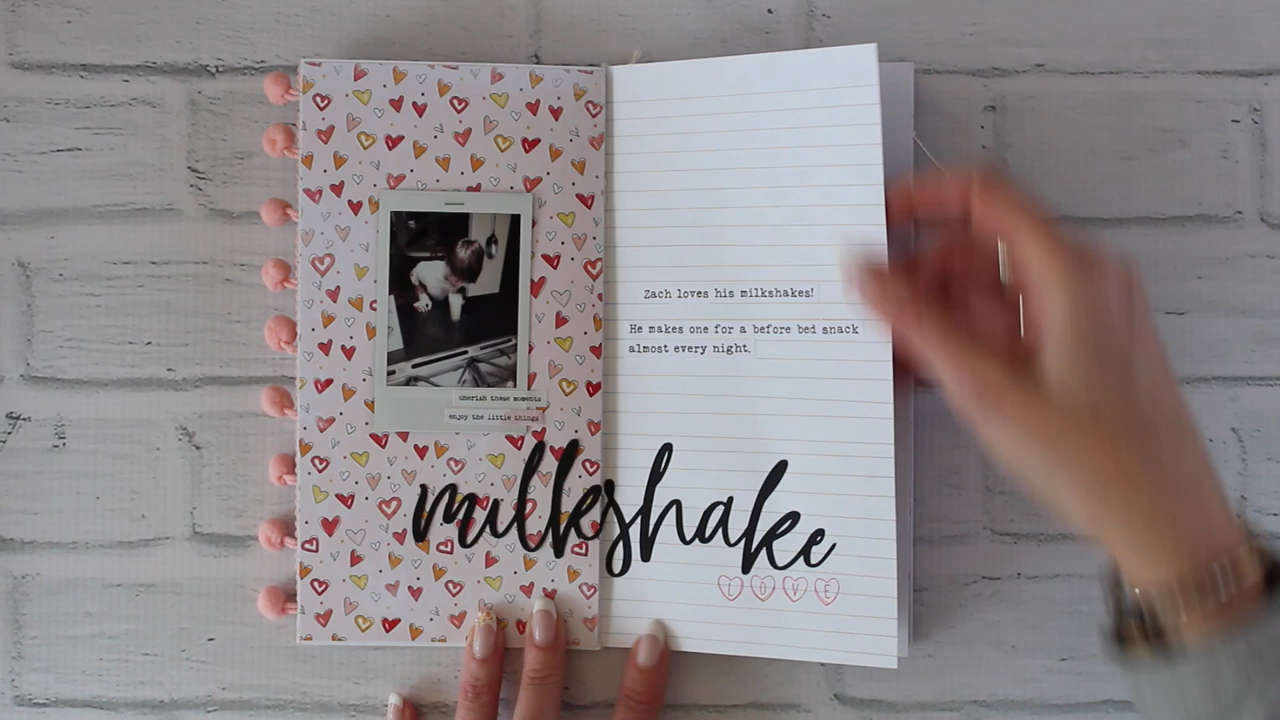 cherish these moments
enjoy the little things
Zach loves his milkshakes!
He makes one for a before bed snack
almost every night.
milkshake
LOVE